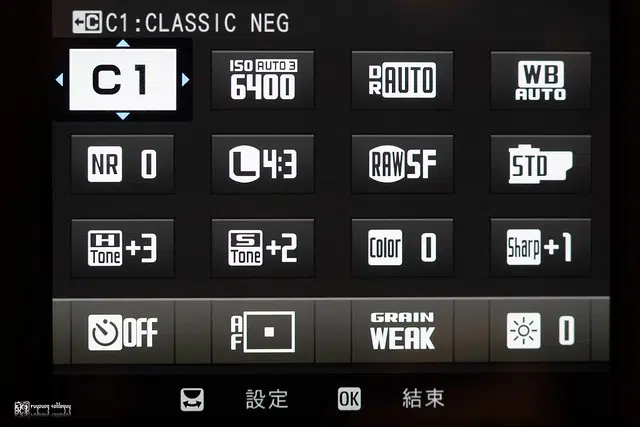 C1:CLASSIC NEG
C1 ISO AUTO 3 6400 DR AUTO WB AUTO
NR 0 L 4:3 RAW SF STD
H Tone +3 S Tone +2 Color 0 Sharp +1
OFF AF GRAIN WEAK 0
設定 OK 結束